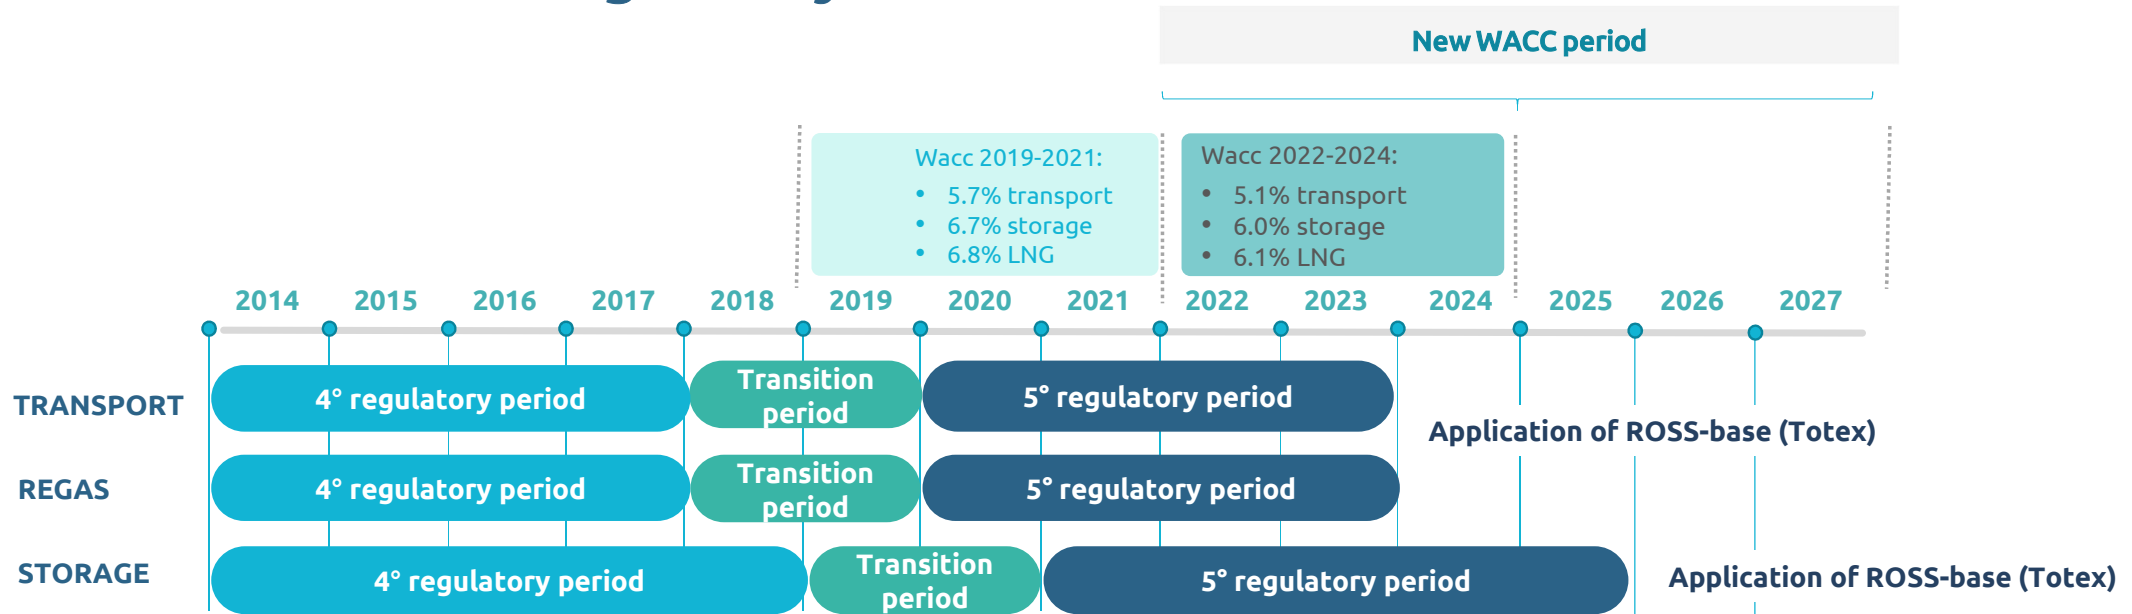 New WACC period
Wacc 2019-2021:
• 5.7% transport
• 6.7% storage
• 6.8% LNG
Wacc 2022-2024:
• 5.1% transport
• 6.0% storage
• 6.1% LNG
2014 2015 2016 2017 2018 2019 2020 2021 2022 2023 2024 2025 2026 2027
TRANSPORT
4° regulatory period
Transition
period
5° regulatory period
Application of ROSS-base (Totex)
REGAS
4° regulatory period
Transition
period
5° regulatory period
STORAGE
4° regulatory period
Transition
period
5° regulatory period
Application of ROSS-base (Totex)